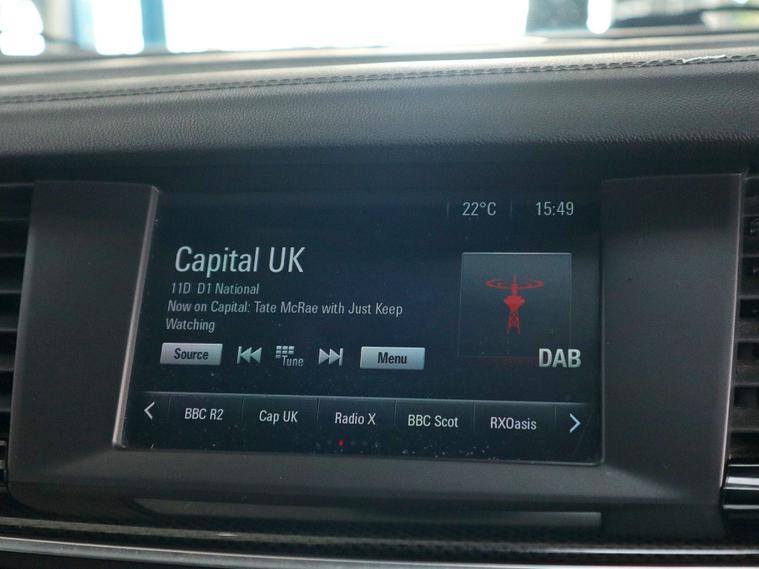 22°C 15:49
Capital UK
11D D1 National
Now on Capital: Tate McRae with Just Keep
Watching
Source Tune Menu
DAB
BBC R2 Cap UK Radio X BBC Scot RXOasis